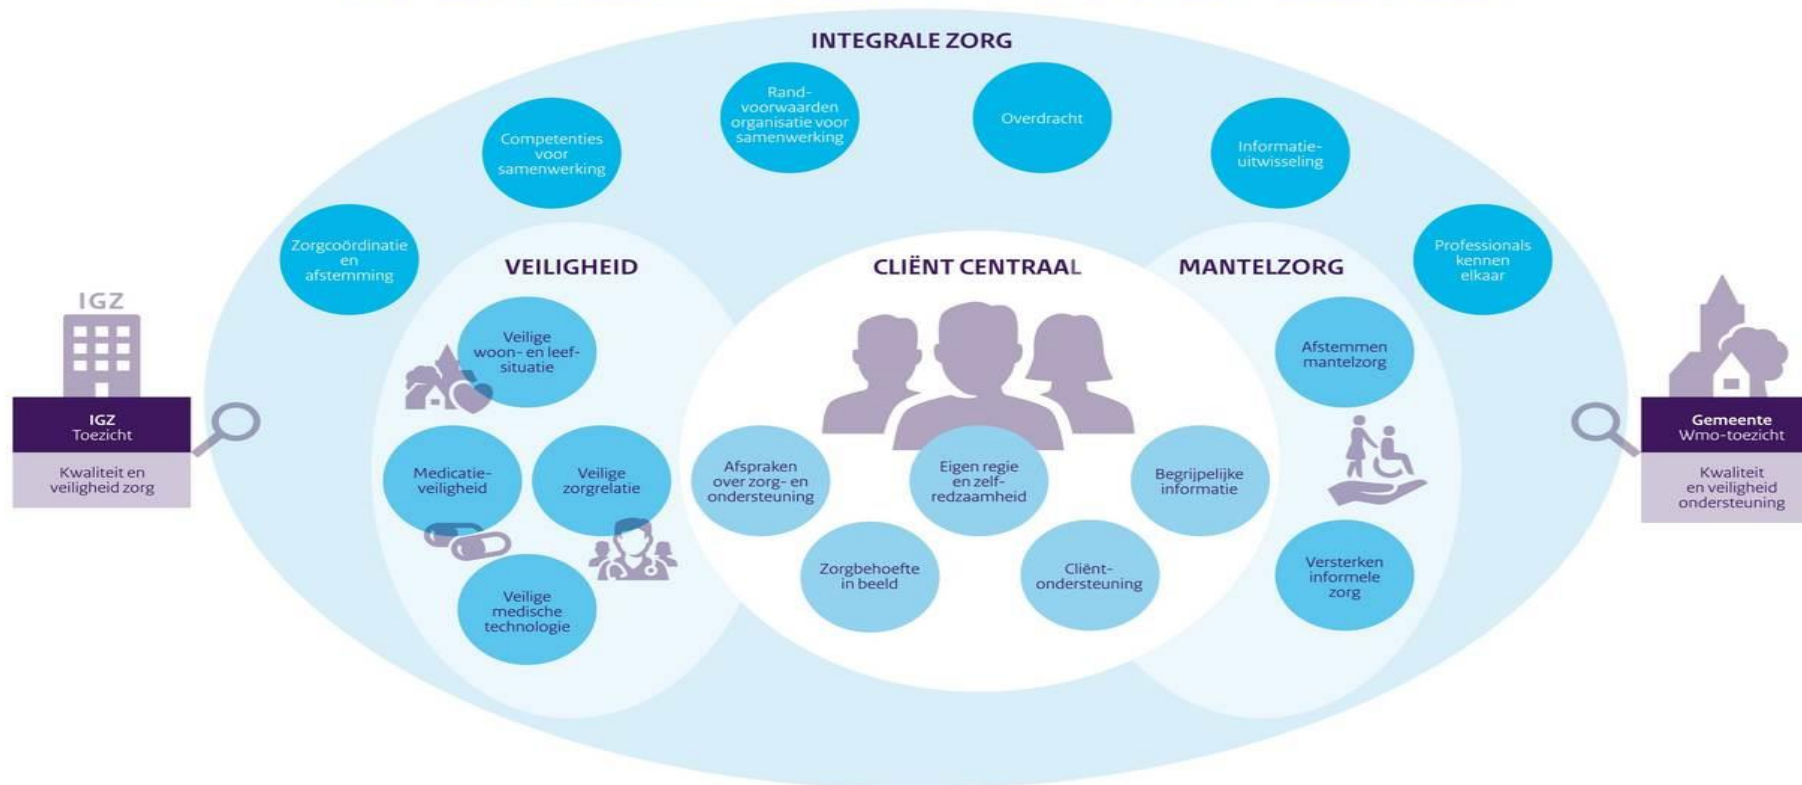 INTEGRALE ZORG
Rand-
voorwaarden
organisatie voor
samenwerking
Overdracht
Competenties
voor
samenwerking
Informatie-
uitwisseling
Zorgcoördinatie
en
afstemming
Professionals
kennen
elkaar
VEILIGHEID
Veilige
woon- en leef-
situatie
Medicatie-
veiligheid
Veilige
zorgrelatie
Veilige
medische
technologie
CLIËNT CENTRAAL
Afspraken
over zorg- en
ondersteuning
Eigen regie
en zelf-
redzaamheid
Begrijpelijke
informatie
Zorgbehoefte
in beeld
Cliënt-
ondersteuning
MANTELZORG
Afstemmen
mantelzorg
Versterken
informele
zorg
IGZ
IGZ
Toezicht
Kwaliteit en
veiligheid zorg
Gemeente
Wmo-toezicht
Kwaliteit
en veiligheid
ondersteuning